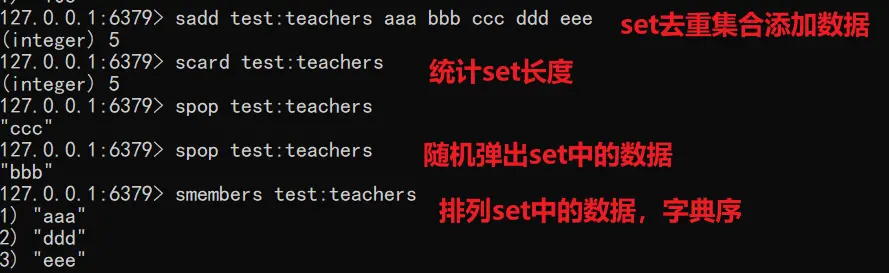 127.0.0.1:6379> sadd test:teachers aaa bbb ccc ddd eee
set去重集合添加数据
(integer) 5
127.0.0.1:6379> scard test:teachers
统计set长度
(integer) 5
127.0.0.1:6379> spop test:teachers
"ccc"
127.0.0.1:6379> spop test:teachers
随机弹出set中的数据
"bbb"
127.0.0.1:6379> smembers test:teachers
排列set中的数据，字典序
1) "aaa"
2) "ddd"
3) "eee"